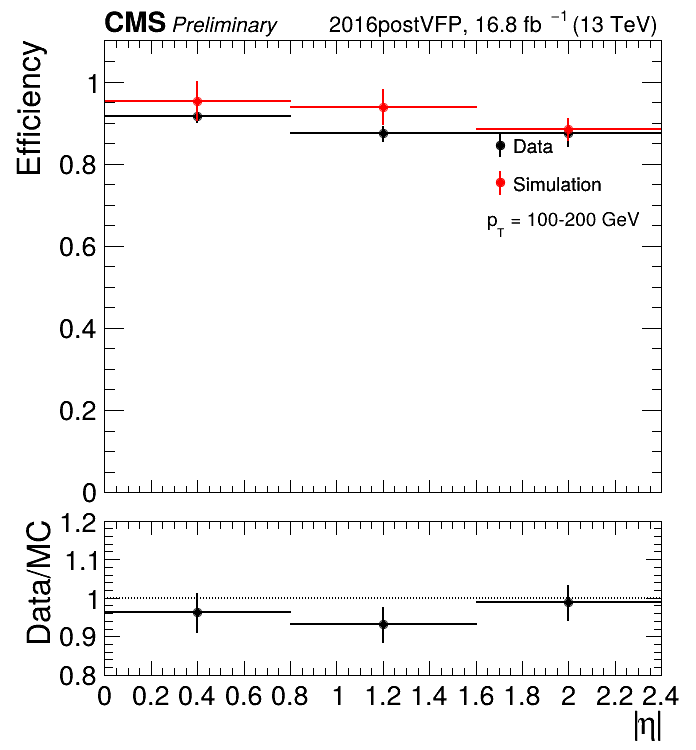 CMS Preliminary 2016postVFP, 16.8 fb⁻¹ (13 TeV)
Efficiency
1
0.8
0.6
0.4
0.2
0
Data
Simulation
p_T = 100-200 GeV
Data/MC
1.2
1.1
1
0.9
0.8
0 0.2 0.4 0.6 0.8 1 1.2 1.4 1.6 1.8 2 2.2 2.4
|η|